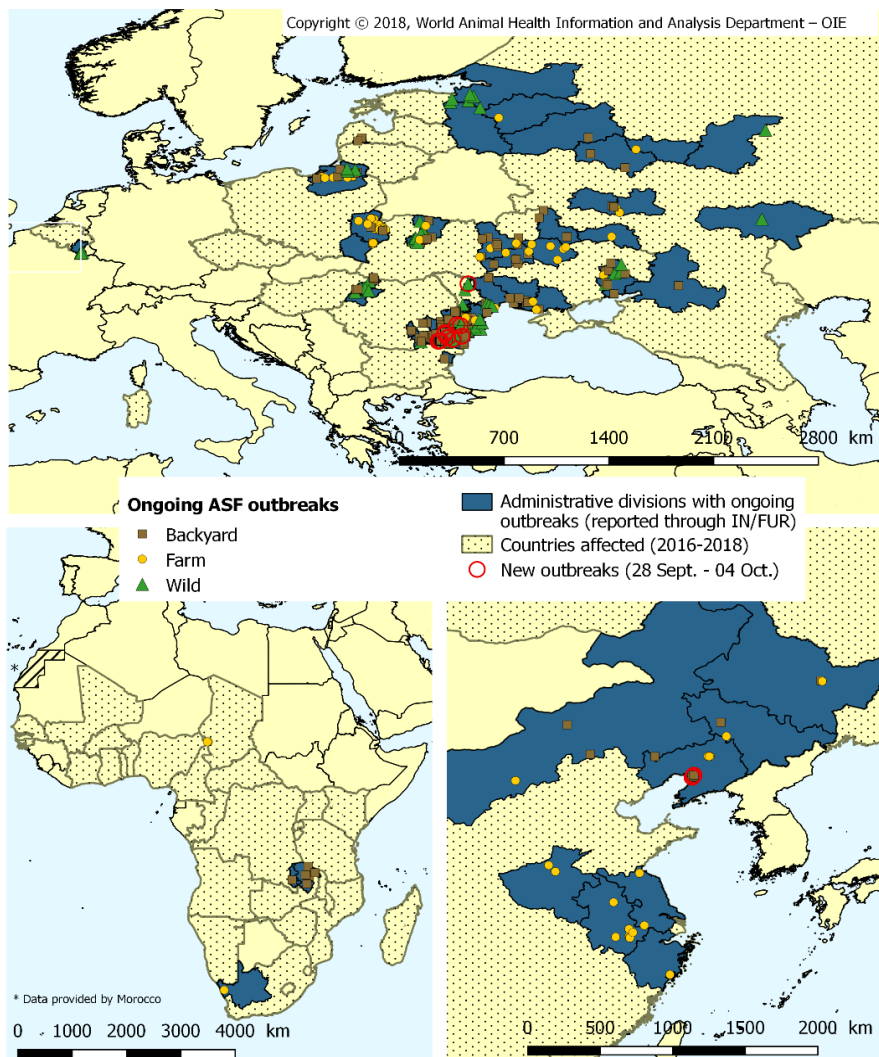 Copyright © 2018, World Animal Health Information and Analysis Department – OIE
0 700 1400 2100 2800 km
Ongoing ASF outbreaks
Backyard
Farm
Wild
Administrative divisions with ongoing
outbreaks (reported through IN/FUR)
Countries affected (2016-2018)
New outbreaks (28 Sept. - 04 Oct.)
*
* Data provided by Morocco
0 1000 2000 3000 4000 km
0 500 1000 1500 2000 km